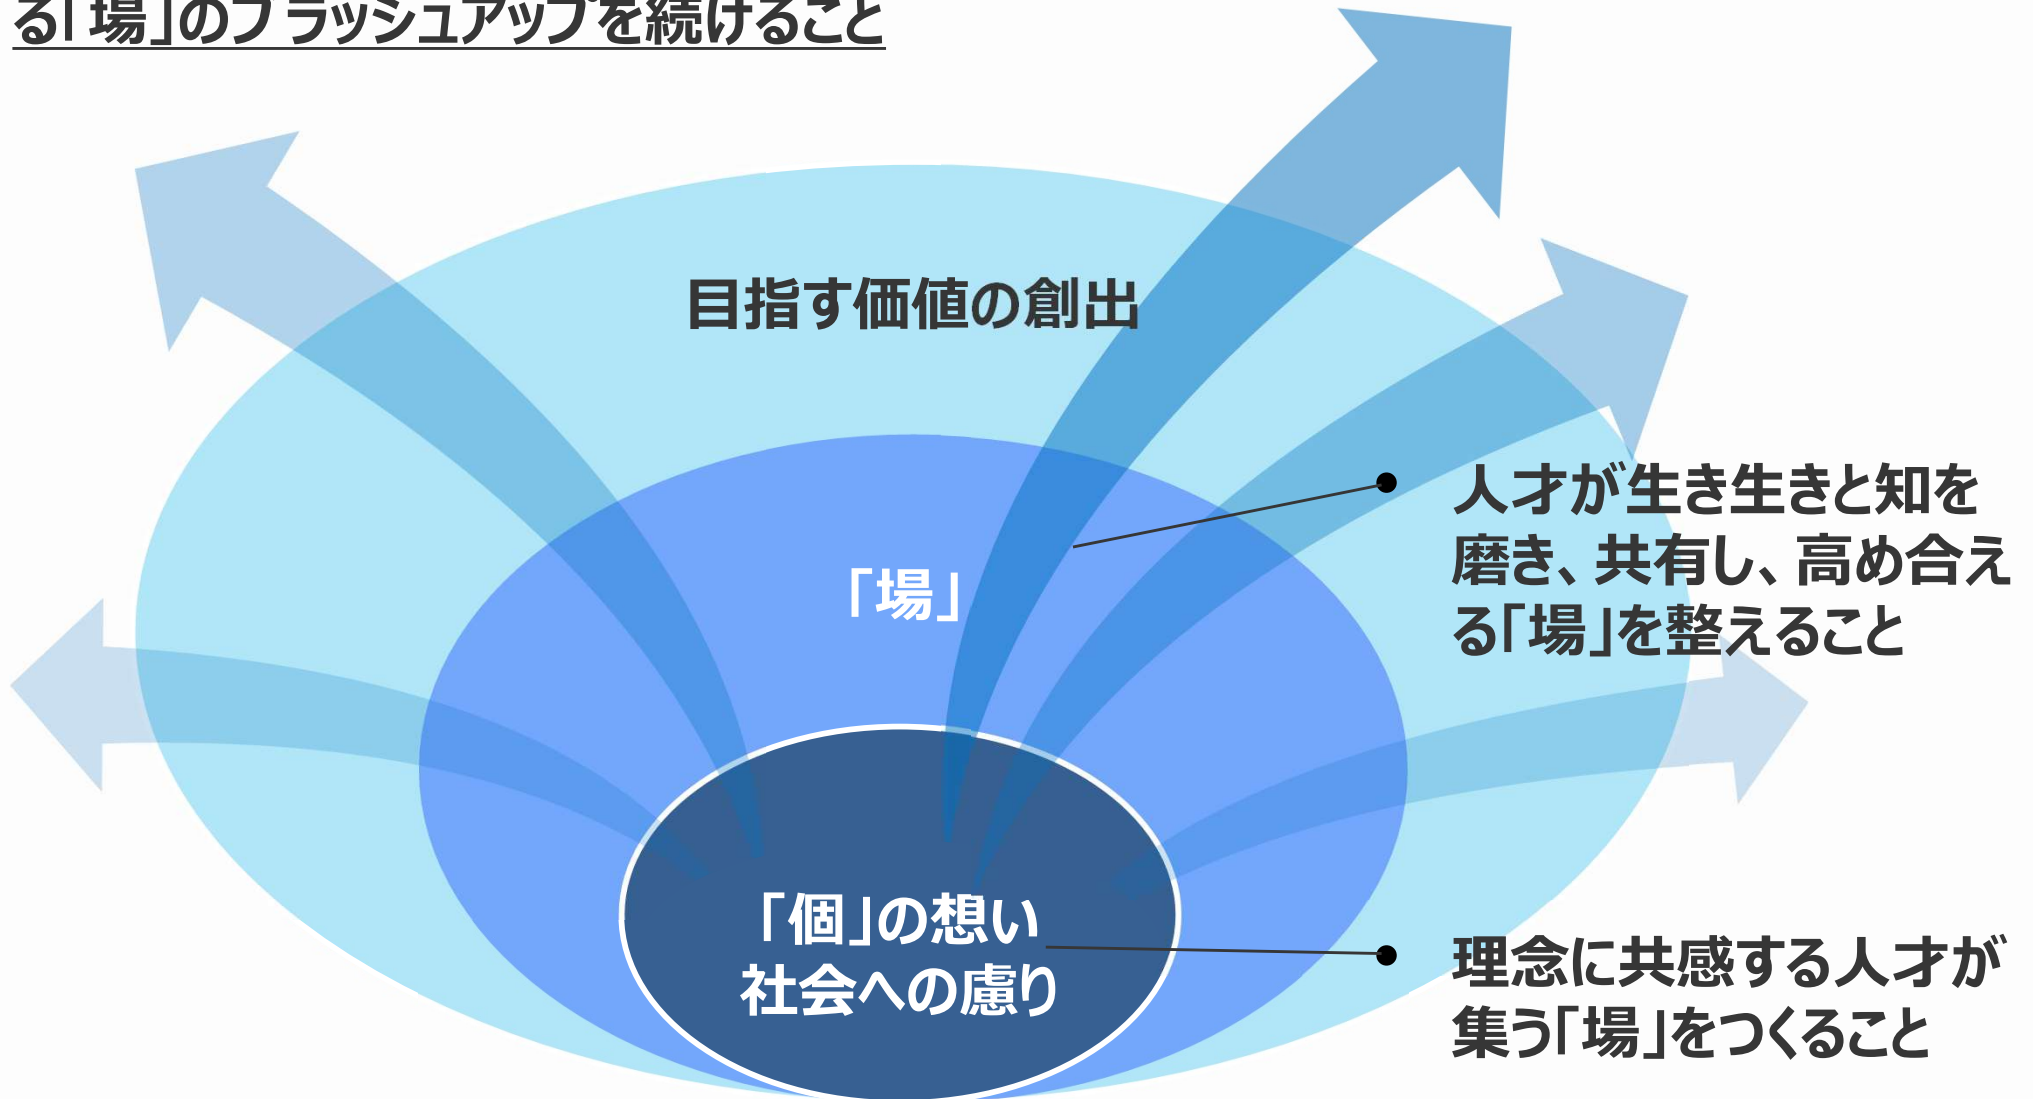 る「場」のブラッシュアップを続けること
目指す価値の創出
「場」
人才が生き生きと知を
磨き、共有し、高め合え
る「場」を整えること
「個」の想い
社会への慮り
理念に共感する人才が
集う「場」をつくること